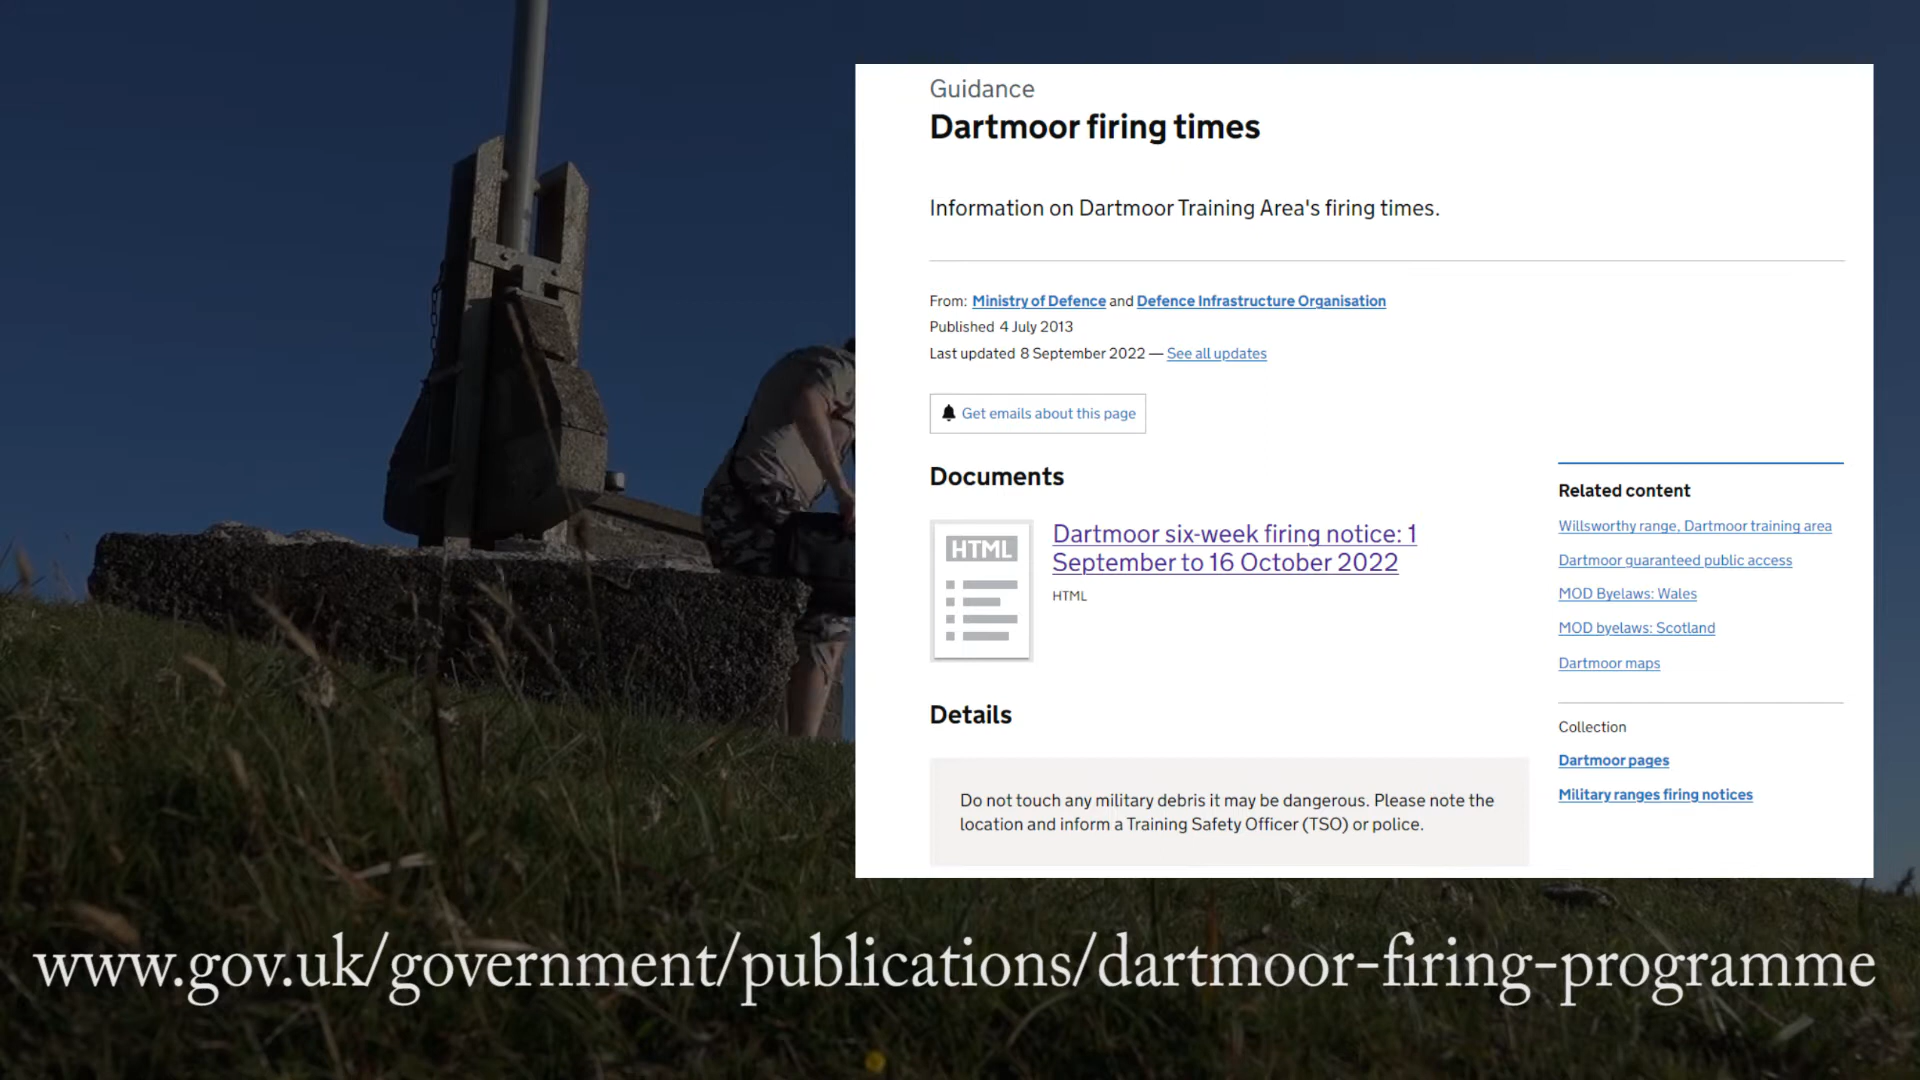 Guidance
Dartmoor firing times
Information on Dartmoor Training Area's firing times.
From: Ministry of Defence and Defence Infrastructure Organisation
Published 4 July 2013
Last updated 8 September 2022 — See all updates
Get emails about this page
Documents
HTML
Dartmoor six-week firing notice: 1
September to 16 October 2022
HTML
Details
Do not touch any military debris it may be dangerous. Please note the
location and inform a Training Safety Officer (TSO) or police.
Related content
Willsworthy range, Dartmoor training area
Dartmoor guaranteed public access
MOD Byelaws: Wales
MOD byelaws: Scotland
Dartmoor maps
Collection
Dartmoor pages
Military ranges firing notices
www.gov.uk/government/publications/dartmoor-firing-programme